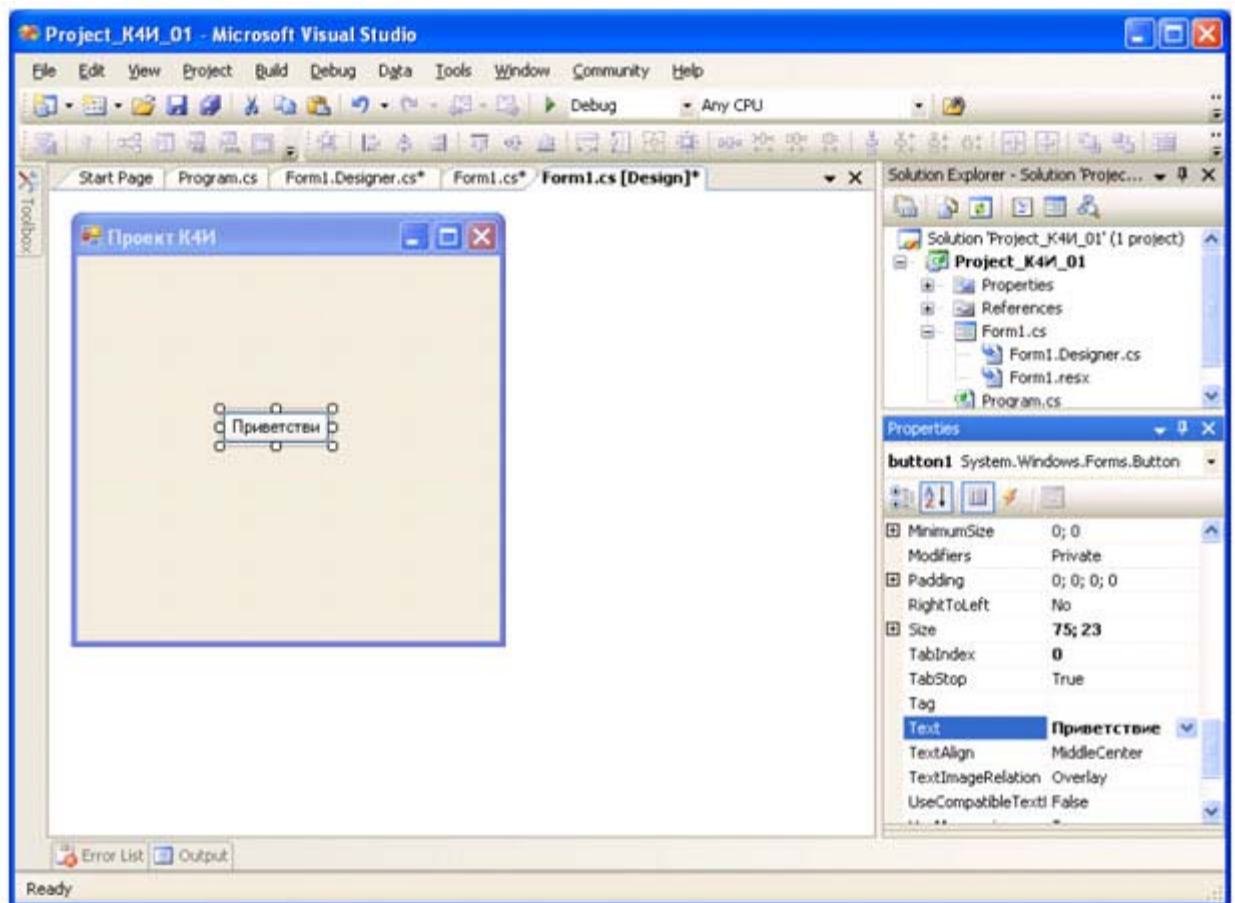 Project_К4И_01 - Microsoft Visual Studio
File Edit View Project Build Debug Data Tools Window Community Help
Debug Any CPU
Toolbox
Start Page Program.cs Form1.Designer.cs* Form1.cs* Form1.cs [Design]*
Проект К4И
Приветстви
Solution Explorer - Solution 'Projec...
Solution 'Project_К4И_01' (1 project)
Project_К4И_01
Properties
References
Form1.cs
Form1.Designer.cs
Form1.resx
Program.cs
Properties
button1 System.Windows.Forms.Button
MinimumSize 0; 0
Modifiers Private
Padding 0; 0; 0; 0
RightToLeft No
Size 75; 23
TabIndex 0
TabStop True
Tag
Text Приветствие
TextAlign MiddleCenter
TextImageRelation Overlay
UseCompatibleTextI False
Error List Output
Ready